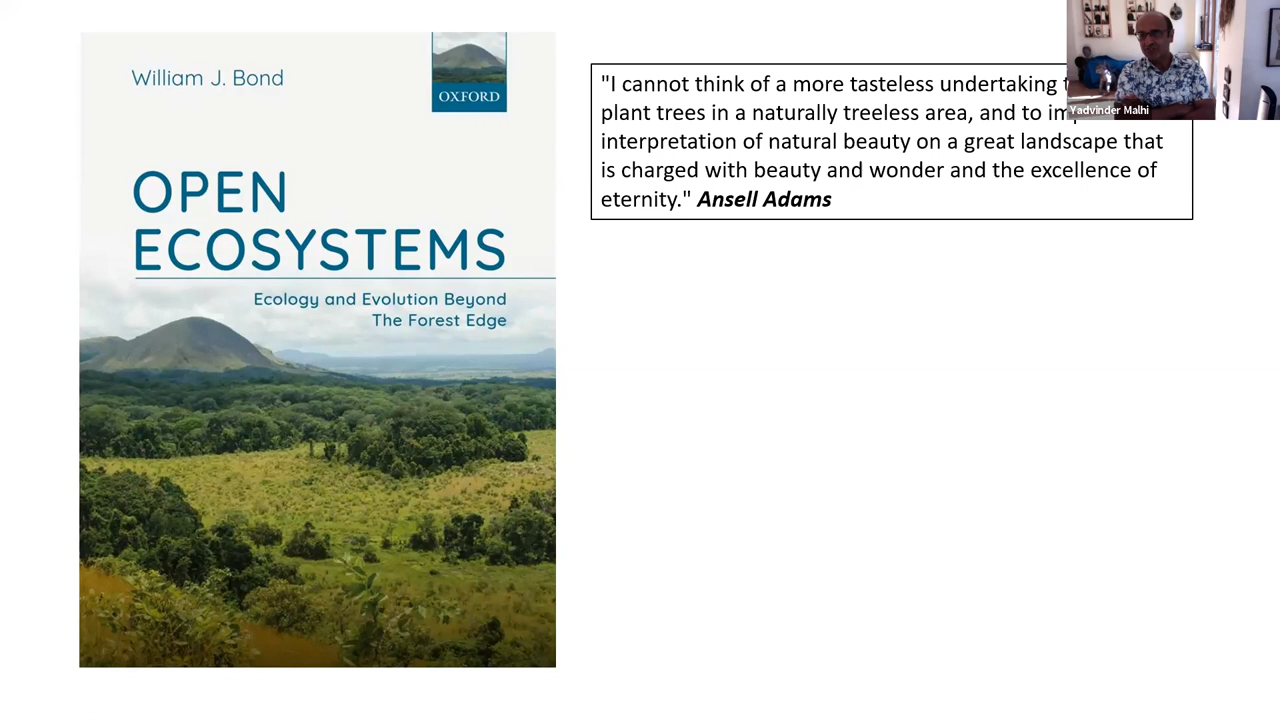 William J. Bond
OXFORD
OPEN
ECOSYSTEMS
Ecology and Evolution Beyond
The Forest Edge
"I cannot think of a more tasteless undertaking
plant trees in a naturally treeless area, and to
interpretation of natural beauty on a great landscape that
is charged with beauty and wonder and the excellence of
eternity." Ansell Adams
Yadvinder Malhi